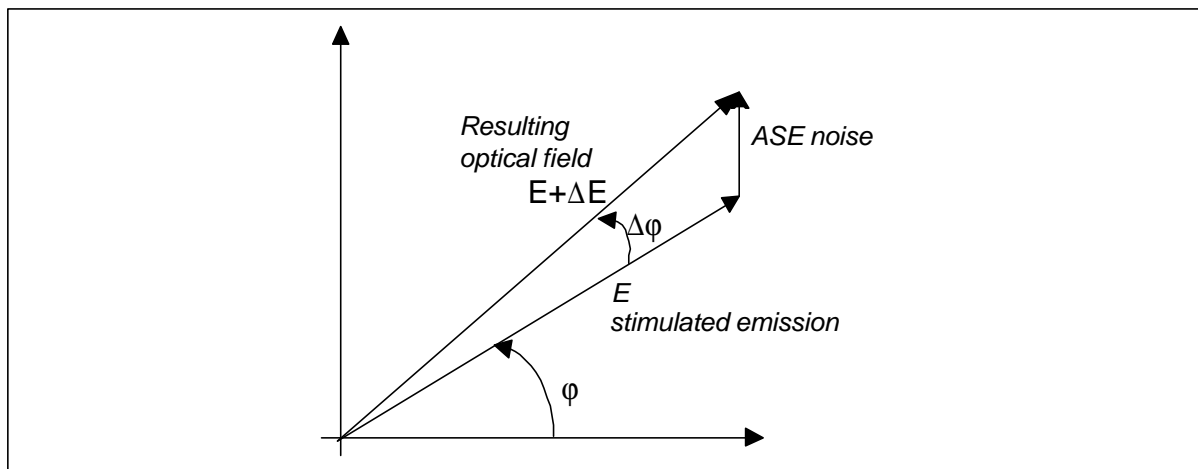 Resulting
optical field
E+ΔE
ASE noise
Δφ
E
stimulated emission
φ